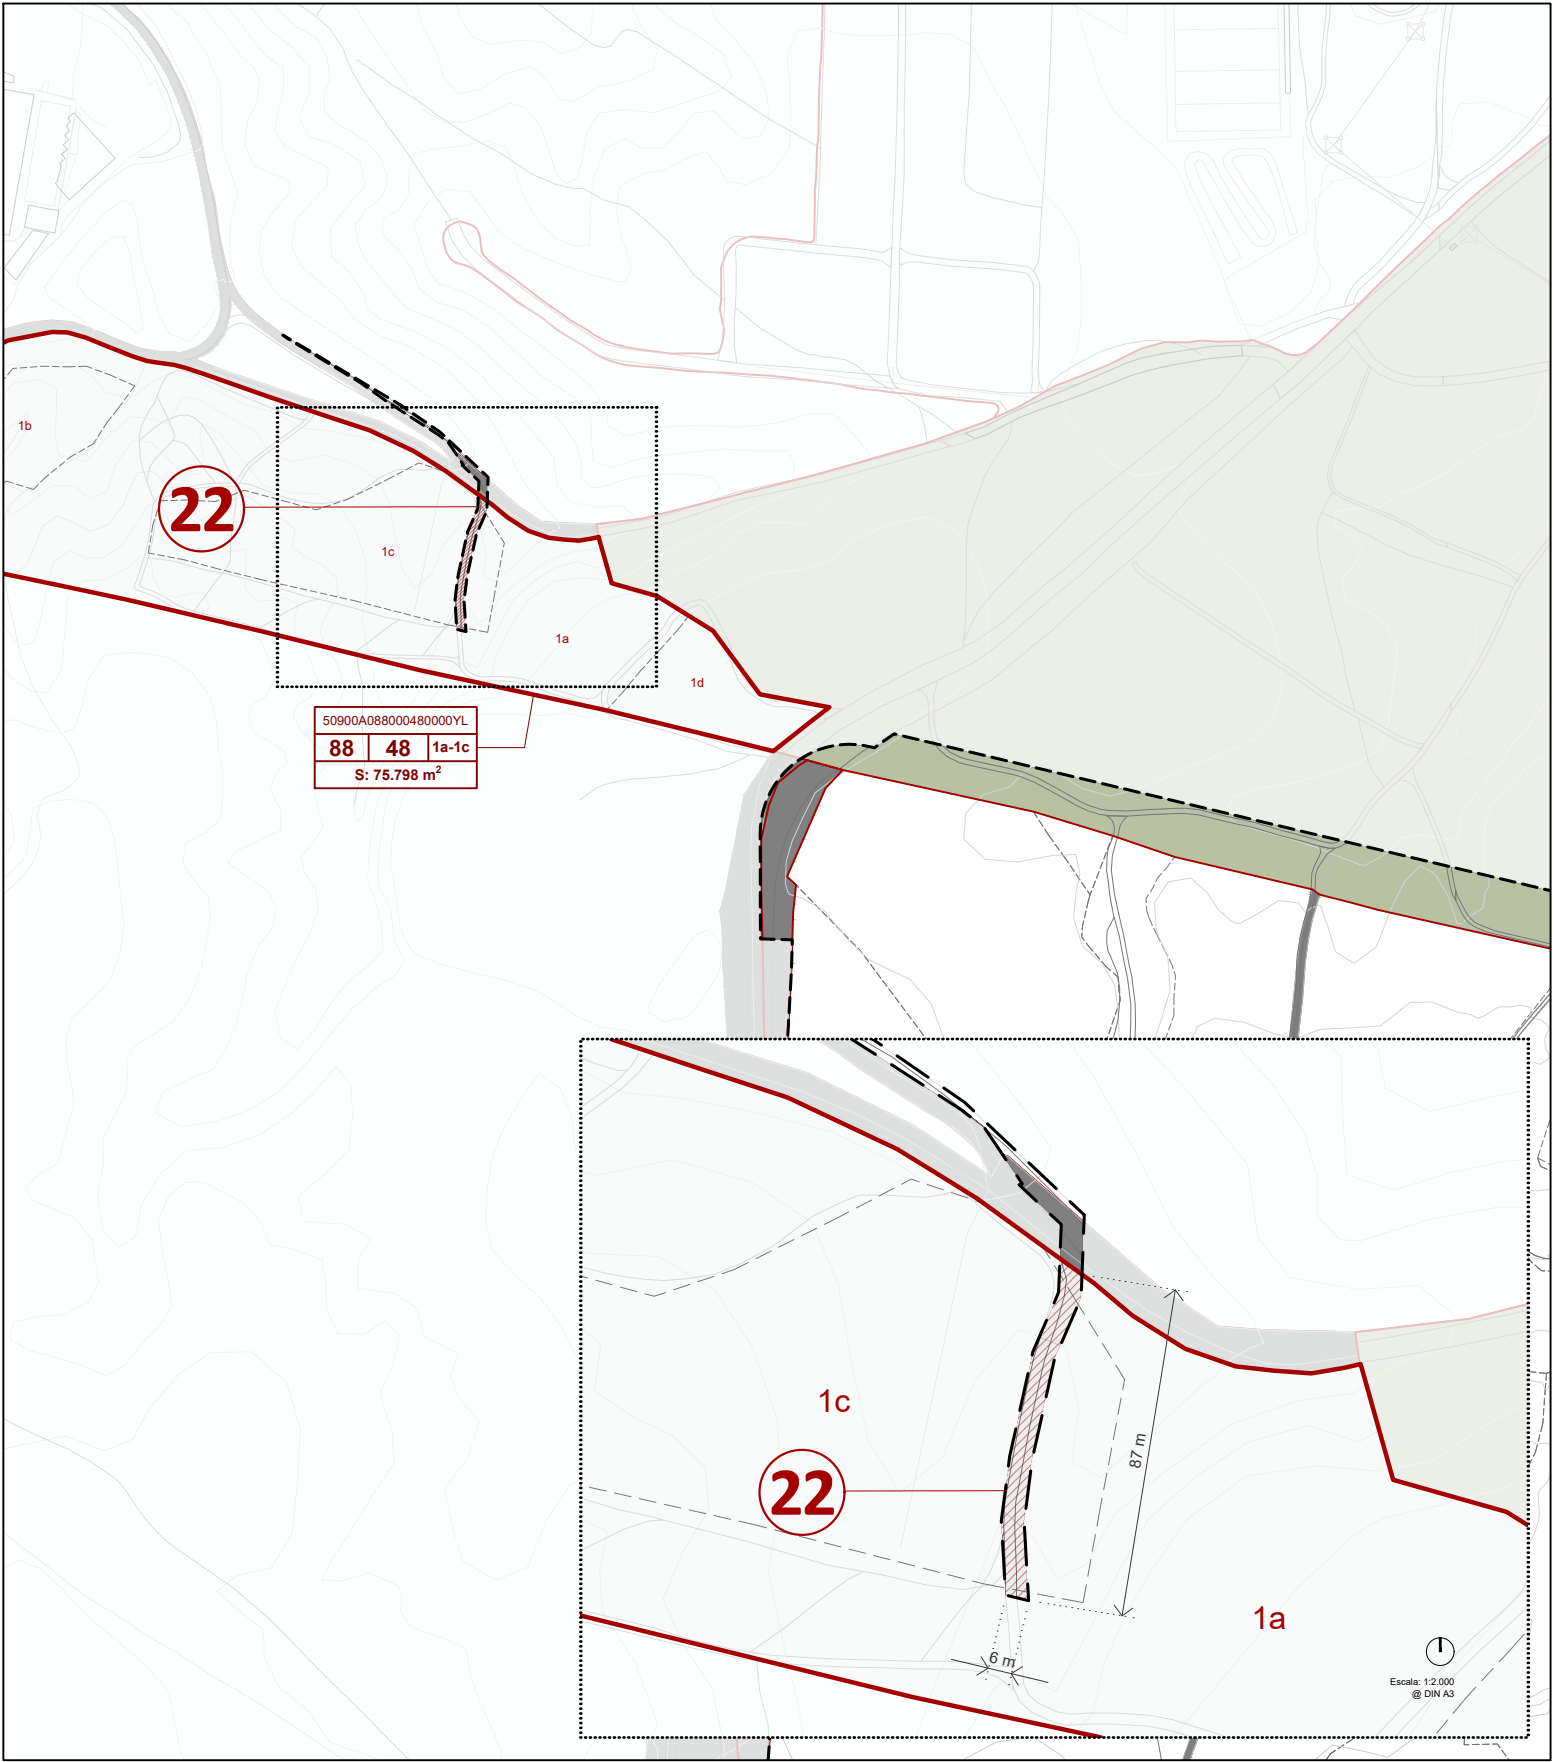 1b
22
1c
1a
1d
50900A088000480000YL
88 48 1a-1c
S: 75.798 m²
1c
87 m
22
1a
6 m
Escala: 1:2.000
@ DIN A3